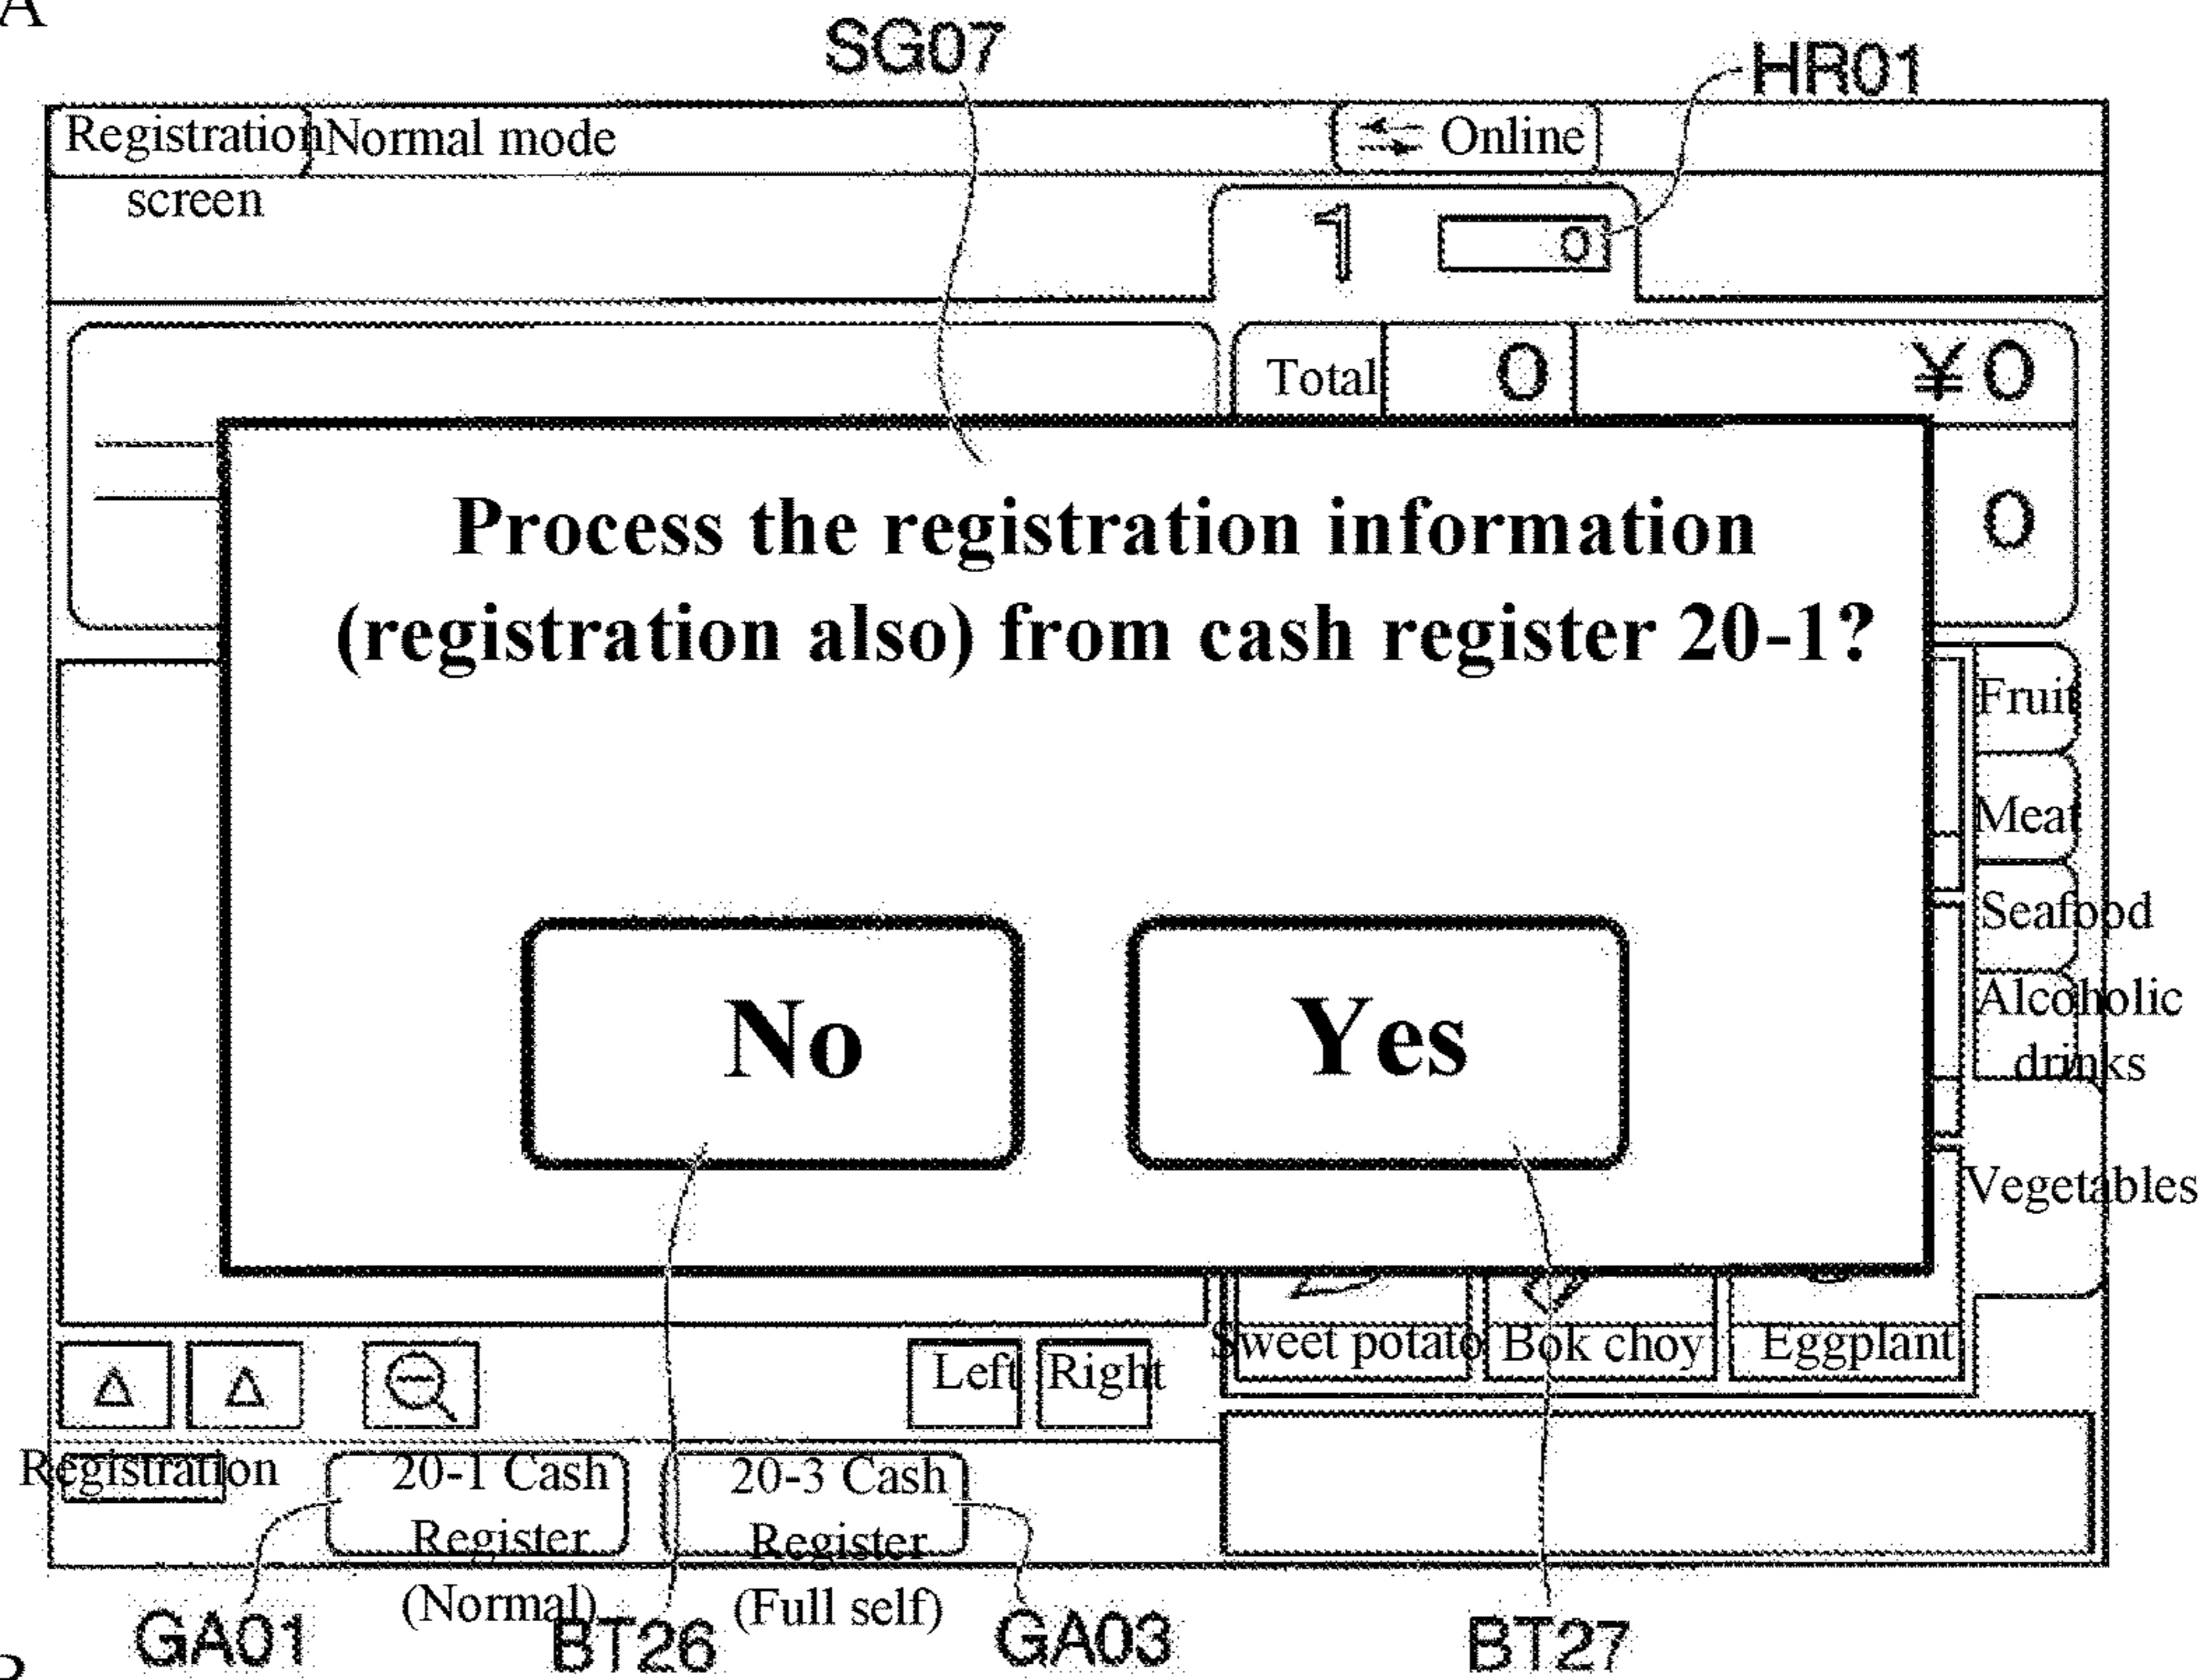 A
SG07
HR01
Registration Normal mode
Online
screen
1
0
Total
0
¥0
Process the registration information
0
(registration also) from cash register 20-1?
Fruit
Meat
Seafood
Alcoholic
drinks
No
Yes
Vegetables
Sweet potato
Bok choy
Eggplant
Left
Right
Registration
20-1 Cash
Register
(Normal)
20-3 Cash
Register
(Full self)
GA01
BT26
GA03
BT27